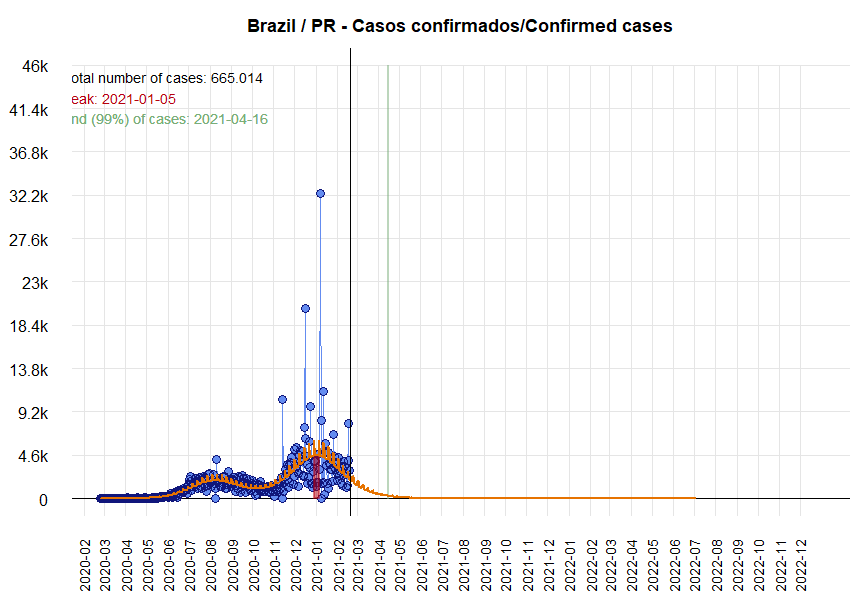 Brazil / PR - Casos confirmados/Confirmed cases
otal number of cases: 665.014
eak: 2021-01-05
nd (99%) of cases: 2021-04-16
46k
41.4k
36.8k
32.2k
27.6k
23k
18.4k
13.8k
9.2k
4.6k
0
2020-02
2020-03
2020-04
2020-05
2020-06
2020-07
2020-08
2020-09
2020-10
2020-11
2020-12
2021-01
2021-02
2021-03
2021-04
2021-05
2021-06
2021-07
2021-08
2021-09
2021-10
2021-11
2021-12
2022-01
2022-02
2022-03
2022-04
2022-05
2022-06
2022-07
2022-08
2022-09
2022-10
2022-11
2022-12